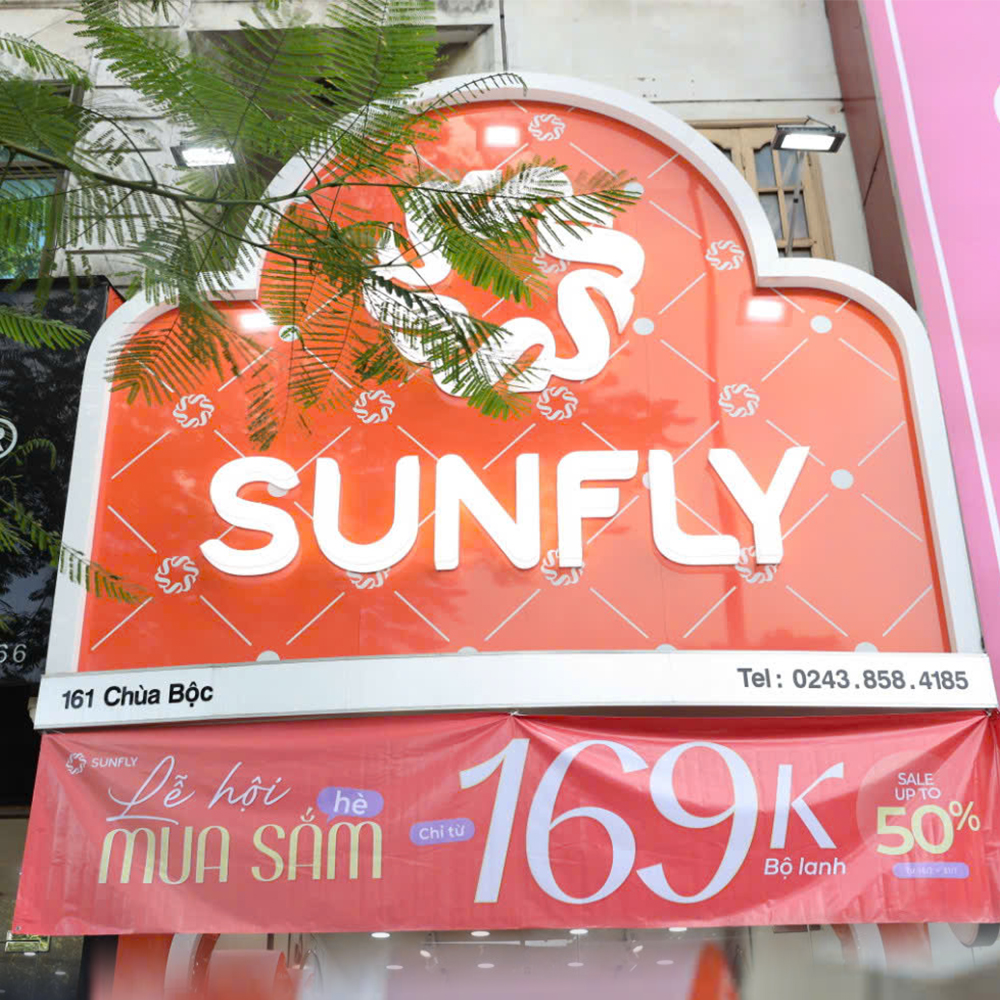 SUNFLY
161 Chùa Bộc
Tel: 0243.858.4185
SUNFLY
Lễ hội
hè
MUA SẮM
Chỉ từ
169K
Bộ lanh
SALE
UP TO
50%
66
®